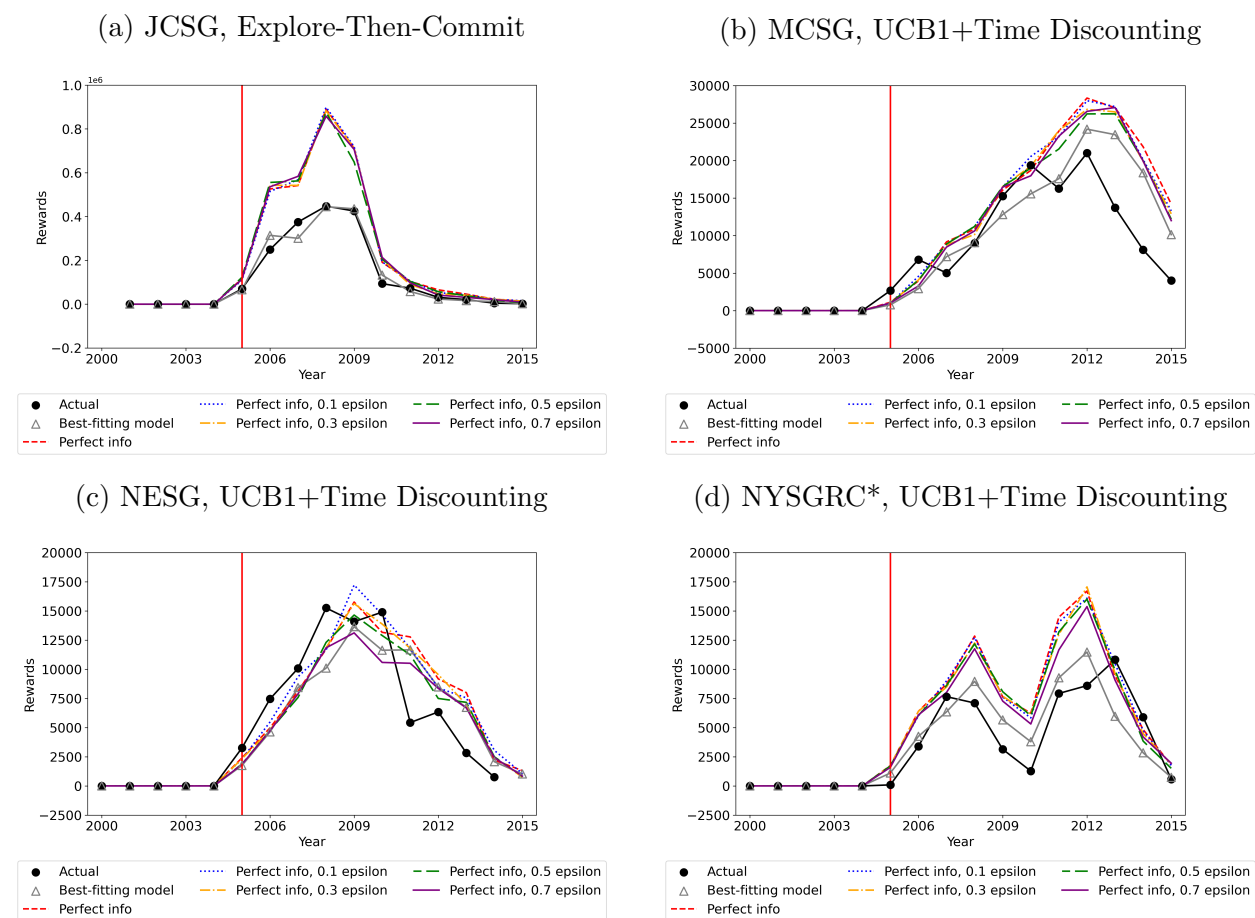 (a) JCSG, Explore-Then-Commit
1e6
1.0
0.8
0.6
0.4
0.2
0.0
−0.2
Rewards
2000 2003 2006 2009 2012 2015
Year
Actual
Best-fitting model
Perfect info
Perfect info, 0.1 epsilon
Perfect info, 0.3 epsilon
Perfect info, 0.5 epsilon
Perfect info, 0.7 epsilon
(b) MCSG, UCB1+Time Discounting
30000
25000
20000
15000
10000
5000
0
−5000
Rewards
2000 2003 2006 2009 2012 2015
Year
Actual
Best-fitting model
Perfect info
Perfect info, 0.1 epsilon
Perfect info, 0.3 epsilon
Perfect info, 0.5 epsilon
Perfect info, 0.7 epsilon
(c) NESG, UCB1+Time Discounting
20000
17500
15000
12500
10000
7500
5000
2500
0
−2500
Rewards
2000 2003 2006 2009 2012 2015
Year
Actual
Best-fitting model
Perfect info
Perfect info, 0.1 epsilon
Perfect info, 0.3 epsilon
Perfect info, 0.5 epsilon
Perfect info, 0.7 epsilon
(d) NYSGRC*, UCB1+Time Discounting
20000
17500
15000
12500
10000
7500
5000
2500
0
−2500
Rewards
2000 2003 2006 2009 2012 2015
Year
Actual
Best-fitting model
Perfect info
Perfect info, 0.1 epsilon
Perfect info, 0.3 epsilon
Perfect info, 0.5 epsilon
Perfect info, 0.7 epsilon